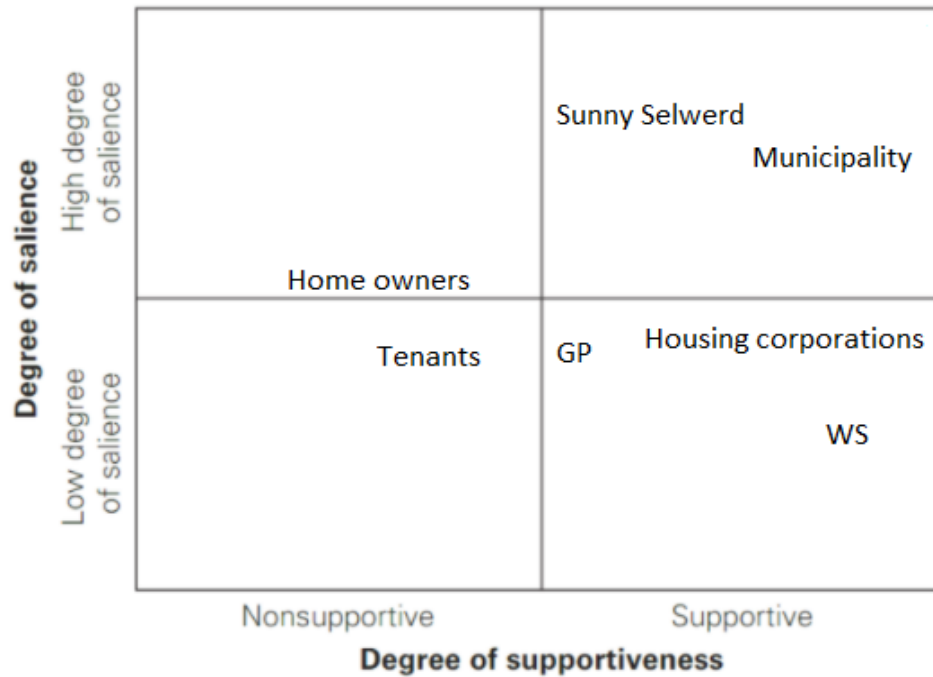 Degree of salience
High degree
of salience
Low degree
of salience
Sunny Selwerd
Municipality
Home owners
Tenants
GP
Housing corporations
WS
Nonsupportive
Supportive
Degree of supportiveness